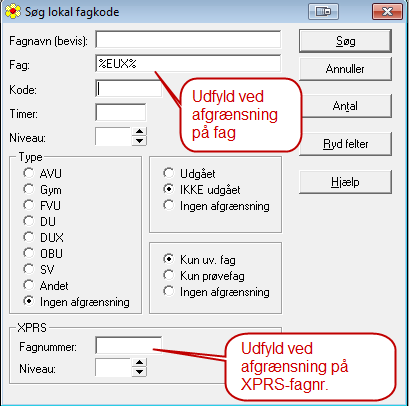 Søg lokal fagkode
Fagnavn (bevis):
Søg
Fag: %EUX%
Annuller
Kode:
Udfyld ved
afgrænsning
på fag
Antal
Timer:
Niveau:
Ryd felter
Type
AVU
Gym
FVU
DU
DUX
OBU
SV
Andet
Ingen afgrænsning
Udgået
IKKE udgået
Ingen afgrænsning
Hjælp
Kun uv. fag
Kun prøvefag
Ingen afgrænsning
XPRS
Fagnummer:
Niveau:
Udfyld ved
afgrænsning på
XPRS-fagnr.